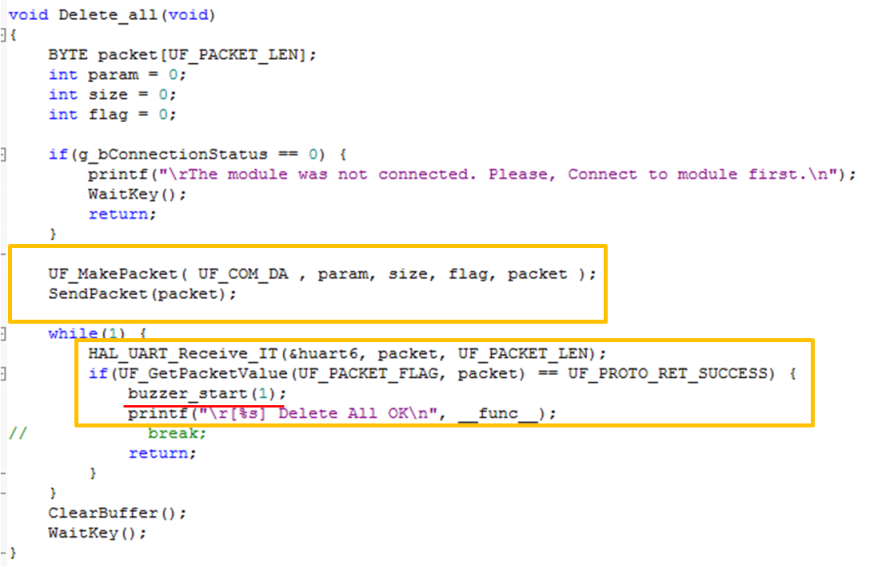 void Delete_all(void)
{
    BYTE packet[UF_PACKET_LEN];
    int param = 0;
    int size = 0;
    int flag = 0;
    if(g_bConnectionStatus == 0) {
        printf("\rThe module was not connected. Please, Connect to module first.\n");
        WaitKey();
        return;
    }
    UF_MakePacket( UF_COM_DA , param, size, flag, packet );
    SendPacket(packet);
    while(1) {
        HAL_UART_Receive_IT(&huart6, packet, UF_PACKET_LEN);
        if(UF_GetPacketValue(UF_PACKET_FLAG, packet) == UF_PROTO_RET_SUCCESS) {
            buzzer_start(1);
            printf("\r[%s] Delete All OK\n", __func__);
//            break;
            return;
        }
    }
    ClearBuffer();
    WaitKey();
}